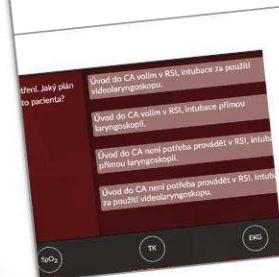 tření. Jaký plán
to pacienta?
Úvod do CA volím v RSI, intubace za použití
videolaryngoskopu.
Úvod do CA volím v RSI, intubace přímou
laryngoskopií.
Úvod do CA není potřeba provádět v RSI, intub
přímou laryngoskopií.
Úvod do CA není potřeba provádět v RSI. intub
za použití videolaryngoskopu.
SpO2
TK
EKG